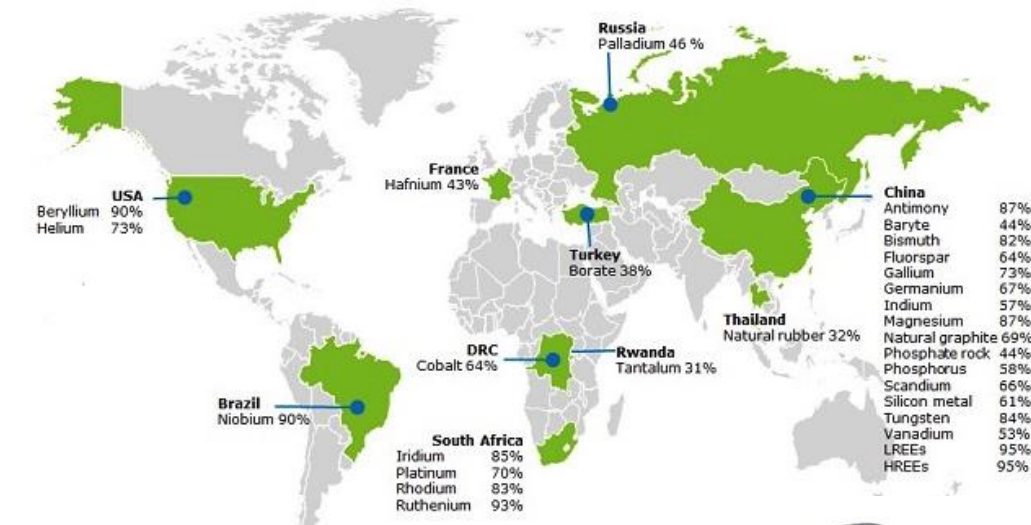 Russia
Palladium 46 %
France
Hafnium 43%
USA
Beryllium 90%
Helium 73%
Turkey
Borate 38%
China
Antimony 87%
Baryte 44%
Bismuth 82%
Fluorspar 64%
Gallium 73%
Germanium 67%
Indium 57%
Magnesium 87%
Natural graphite 69%
Phosphate rock 44%
Phosphorus 58%
Scandium 66%
Silicon metal 61%
Tungsten 84%
Vanadium 53%
LREEs 95%
HREEs 95%
Thailand
Natural rubber 32%
DRC
Cobalt 64%
Rwanda
Tantalum 31%
Brazil
Niobium 90%
South Africa
Iridium 85%
Platinum 70%
Rhodium 83%
Ruthenium 93%